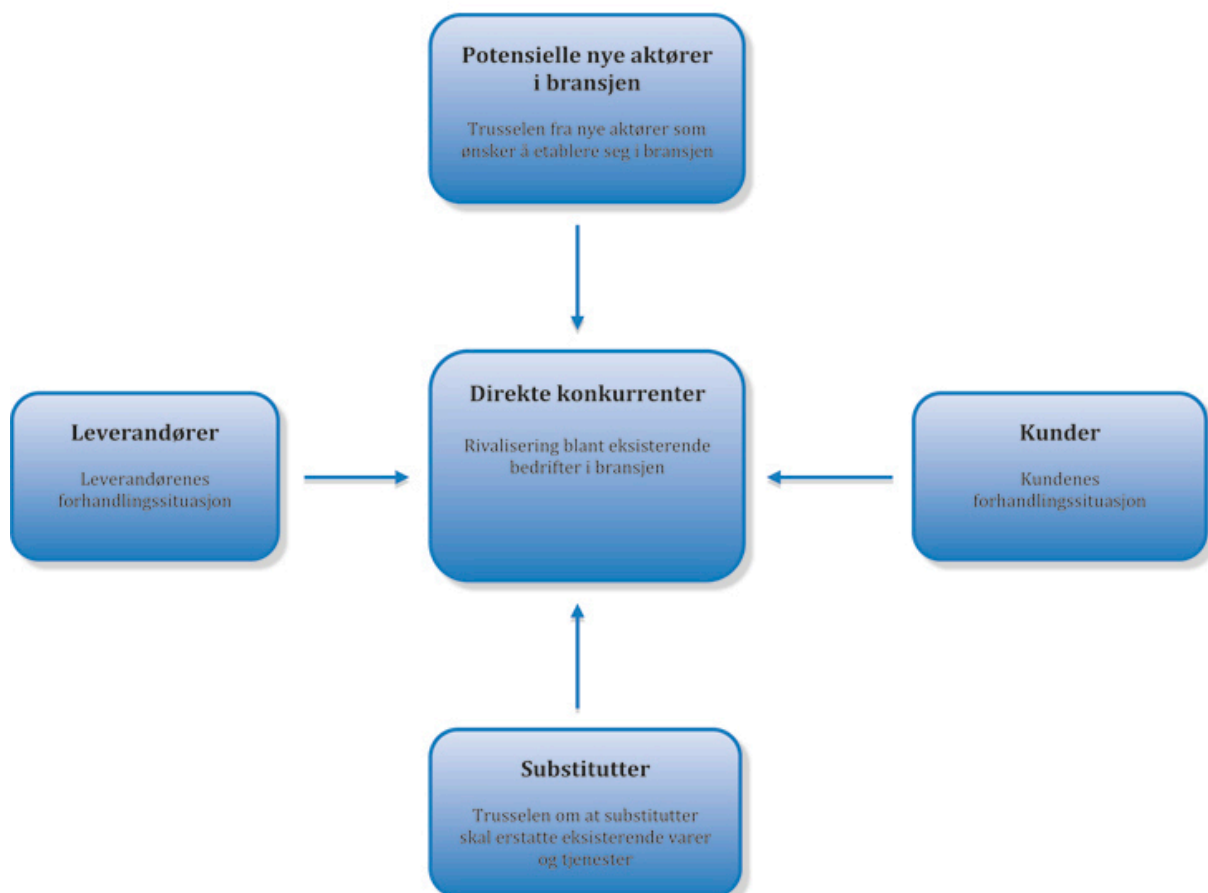 Potensielle nye aktører
i bransjen
Trusselen fra nye aktører som
ønsker å etablere seg i bransjen
Leverandører
Leverandørenes
forhandlingssituasjon
Direkte konkurrenter
Rivalisering blant eksisterende
bedrifter i bransjen
Kunder
Kundenes
forhandlingssituasjon
Substitutter
Trusselen om at substitutter
skal erstatte eksisterende varer
og tjenester